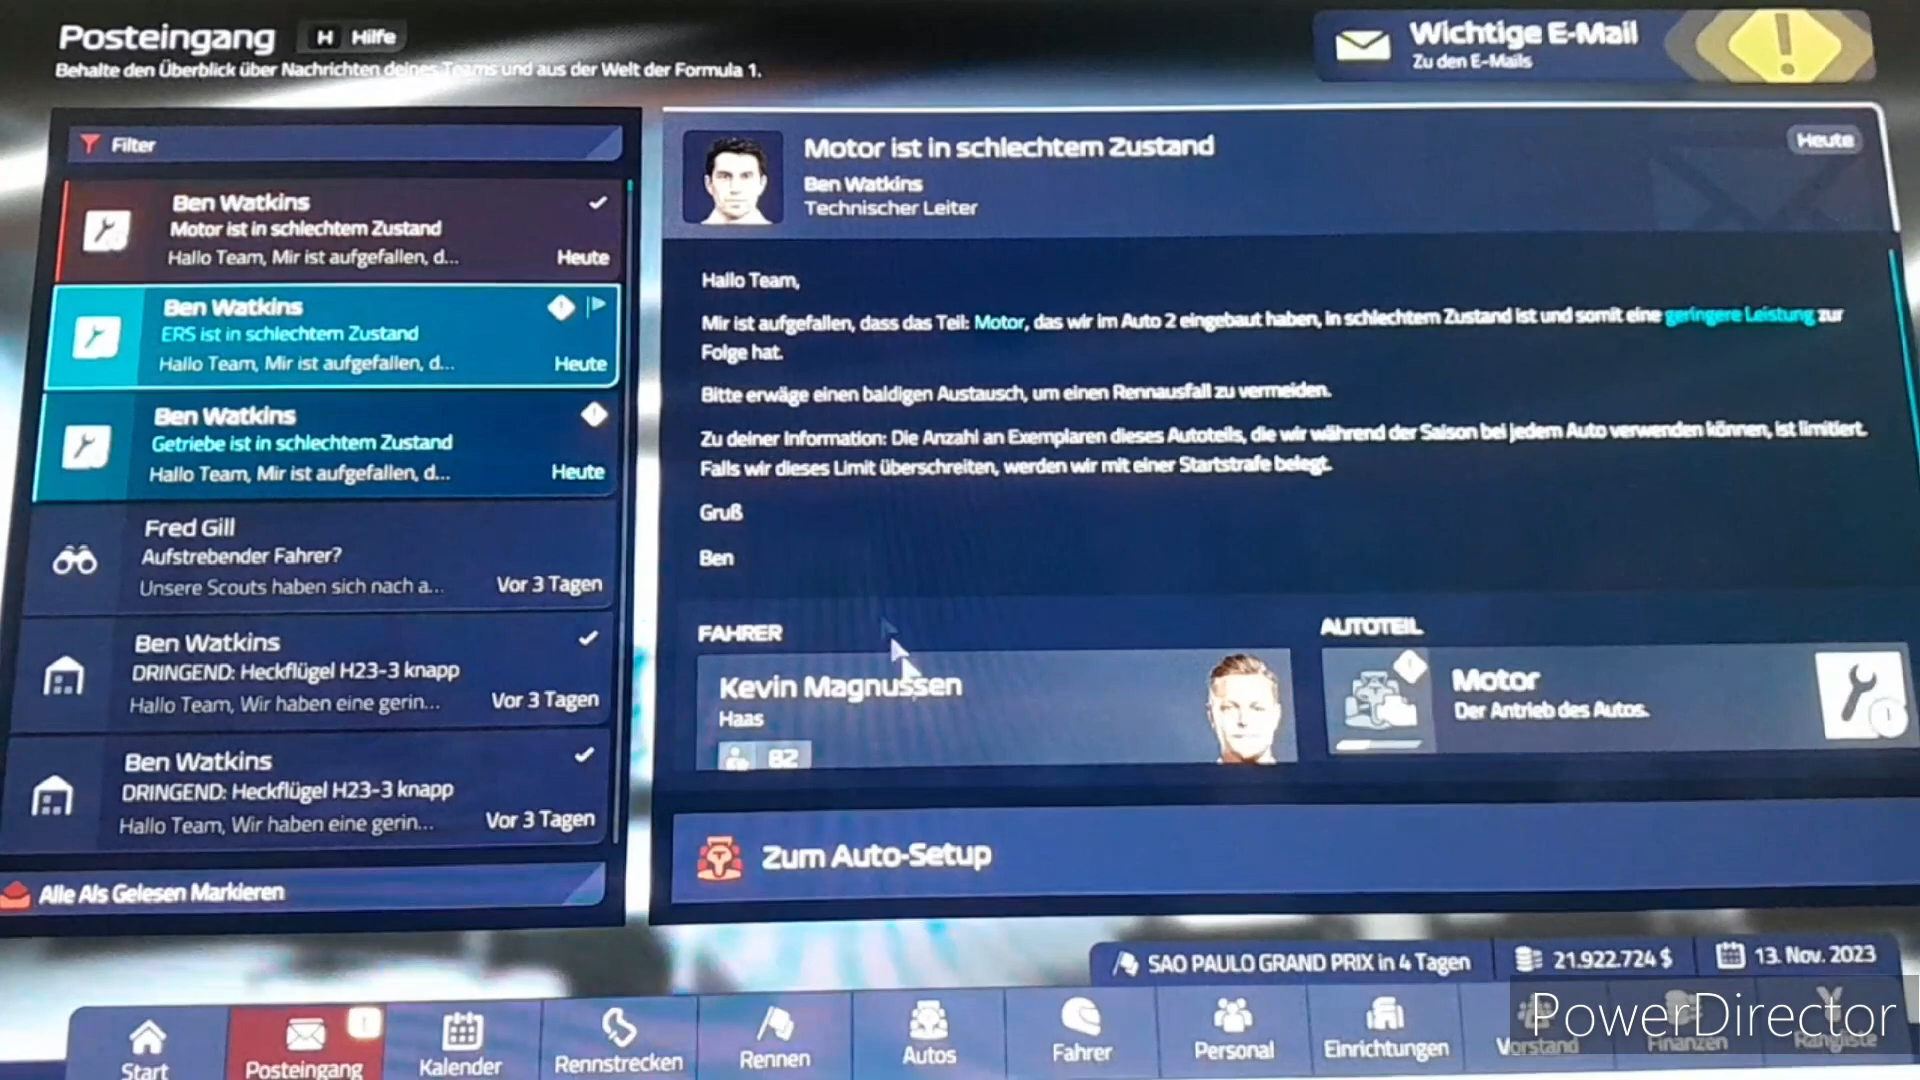 Posteingang
H Hilfe
Behalte den Überblick über Nachrichten deines Teams und aus der Welt der Formula 1.
Wichtige E-Mail
Zu den E-Mails
Filter
Ben Watkins
Motor ist in schlechtem Zustand
Hallo Team, Mir ist aufgefallen, d...
Heute
Ben Watkins
ERS ist in schlechtem Zustand
Hallo Team, Mir ist aufgefallen, d...
Heute
Ben Watkins
Getriebe ist in schlechtem Zustand
Hallo Team, Mir ist aufgefallen, d...
Heute
Fred Gill
Aufstrebender Fahrer?
Unsere Scouts haben sich nach a...
Vor 3 Tagen
Ben Watkins
DRINGEND: Heckflügel H23-3 knapp
Hallo Team, Wir haben eine gerin...
Vor 3 Tagen
Ben Watkins
DRINGEND: Heckflügel H23-3 knapp
Hallo Team, Wir haben eine gerin...
Vor 3 Tagen
Alle Als Gelesen Markieren
Motor ist in schlechtem Zustand
Heute
Ben Watkins
Technischer Leiter
Hallo Team,
Mir ist aufgefallen, dass das Teil: Motor, das wir im Auto 2 eingebaut haben, in schlechtem Zustand ist und somit eine geringere Leistung zur
Folge hat.
Bitte erwäge einen baldigen Austausch, um einen Rennausfall zu vermeiden.
Zu deiner Information: Die Anzahl an Exemplaren dieses Autoteils, die wir während der Saison bei jedem Auto verwenden können, ist limitiert.
Falls wir dieses Limit überschreiten, werden wir mit einer Startstrafe belegt.
Gruß
Ben
FAHRER
Kevin Magnussen
Haas
82
AUTOTEIL
Motor
Der Antrieb des Autos.
Zum Auto-Setup
SAO PAULO GRAND PRIX in 4 Tagen
21.922.724 $
13. Nov. 2023
Start
Posteingang
Kalender
Rennstrecken
Rennen
Autos
Fahrer
Personal
Einrichtungen
Vorstand
Finanzen
Rangliste
PowerDirector